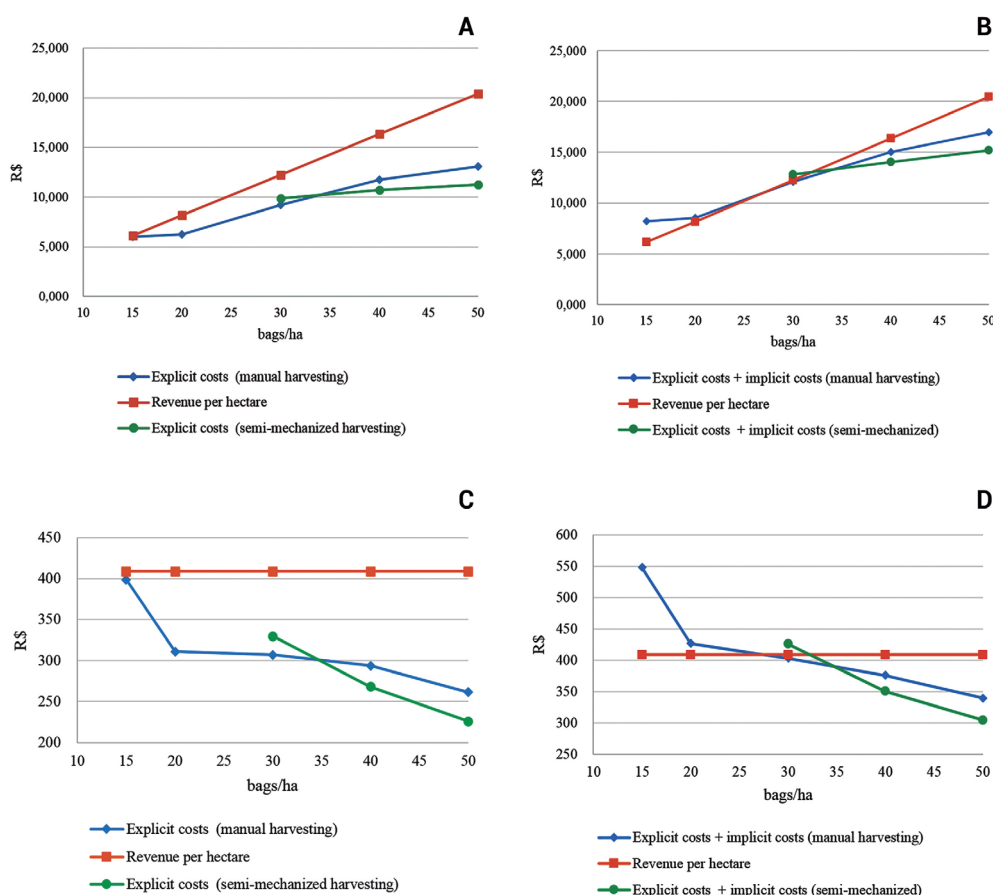 A
25,000
20,000
15,000
10,000
5,000
0,000
R$
10 15 20 25 30 35 40 45 50
bags/ha
Explicit costs (manual harvesting)
Revenue per hectare
Explicit costs (semi-mechanized harvesting)
B
25,000
20,000
15,000
10,000
5,000
0,000
R$
10 15 20 25 30 35 40 45 50
bags/ha
Explicit costs + implicit costs (manual harvesting)
Revenue per hectare
Explicit costs + implicit costs (semi-mechanized)
C
450
400
350
300
250
200
R$
10 15 20 25 30 35 40 45 50
bags/ha
Explicit costs (manual harvesting)
Revenue per hectare
Explicit costs (semi-mechanized harvesting)
D
600
550
500
450
400
350
300
250
R$
10 15 20 25 30 35 40 45 50
bags/ha
Explicit costs + implicit costs (manual harvesting)
Revenue per hectare
Explicit costs + implicit costs (semi-mechanized)